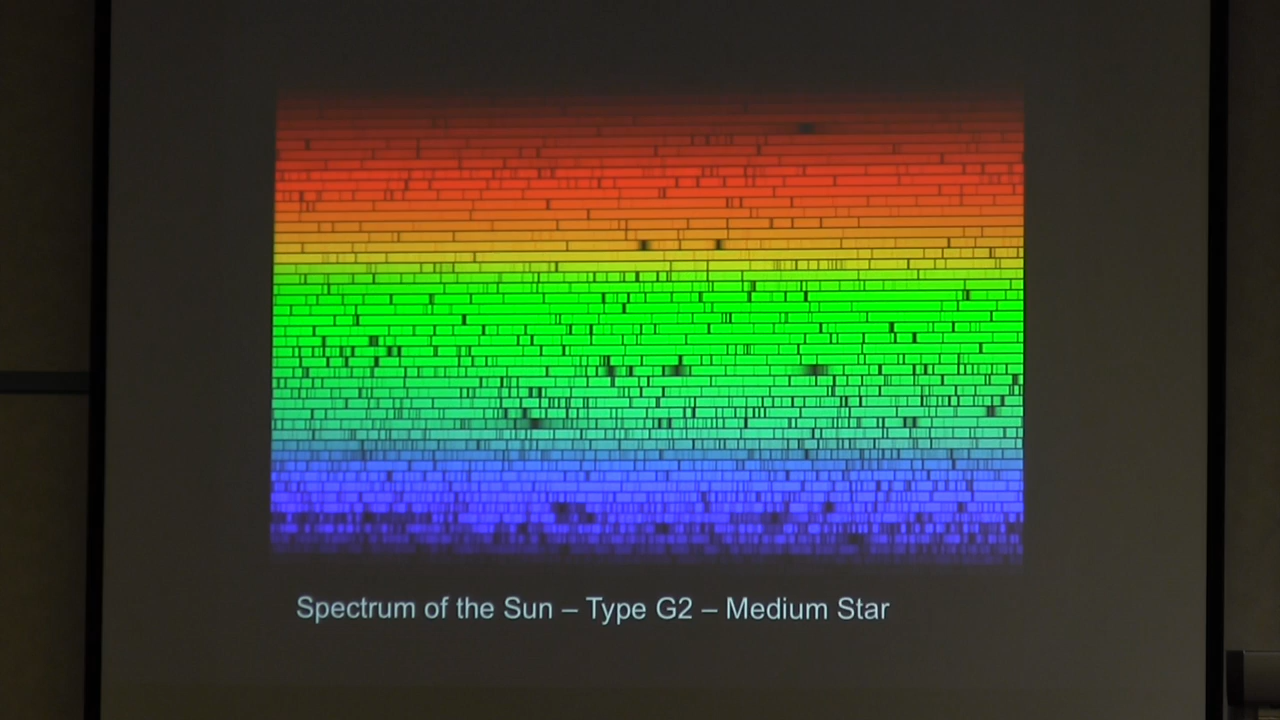 Spectrum of the Sun – Type G2 – Medium Star